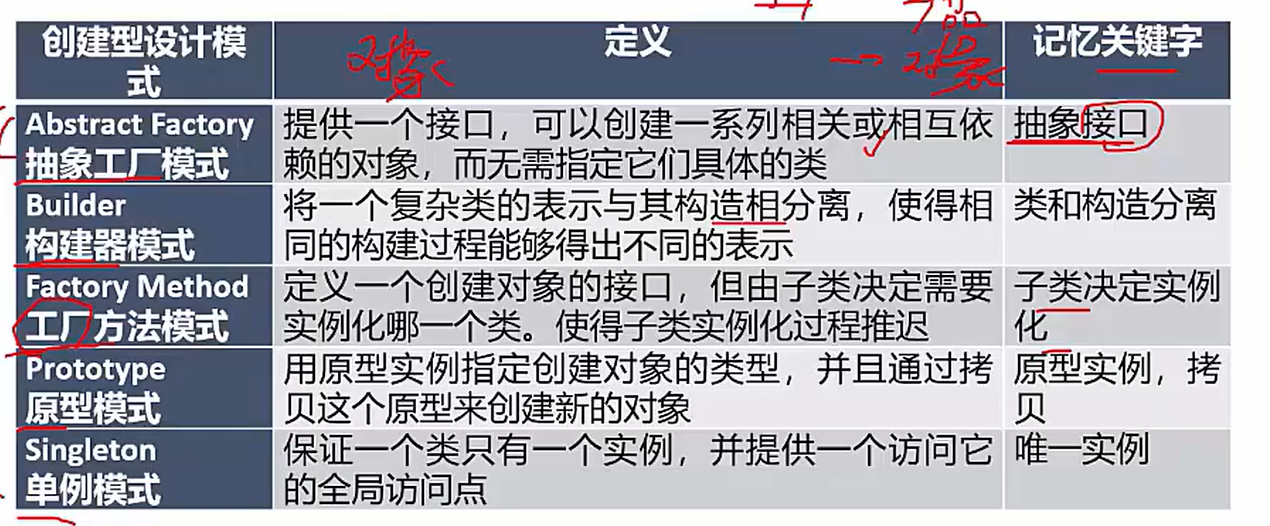 创建型设计模
式
定义
记忆关键字
对象
一 对象
Abstract Factory
抽象工厂模式
提供一个接口，可以创建一系列相关或相互依
赖的对象，而无需指定它们具体的类
抽象接口
Builder
构建器模式
将一个复杂类的表示与其构造相分离，使得相
同的构建过程能够得出不同的表示
类和构造分离
Factory Method
工厂方法模式
定义一个创建对象的接口，但由子类决定需要
实例化哪一个类。使得子类实例化过程推迟
子类决定实例
化
Prototype
原型模式
用原型实例指定创建对象的类型，并且通过拷
贝这个原型来创建新的对象
原型实例，拷
贝
Singleton
单例模式
保证一个类只有一个实例，并提供一个访问它
的全局访问点
唯一实例